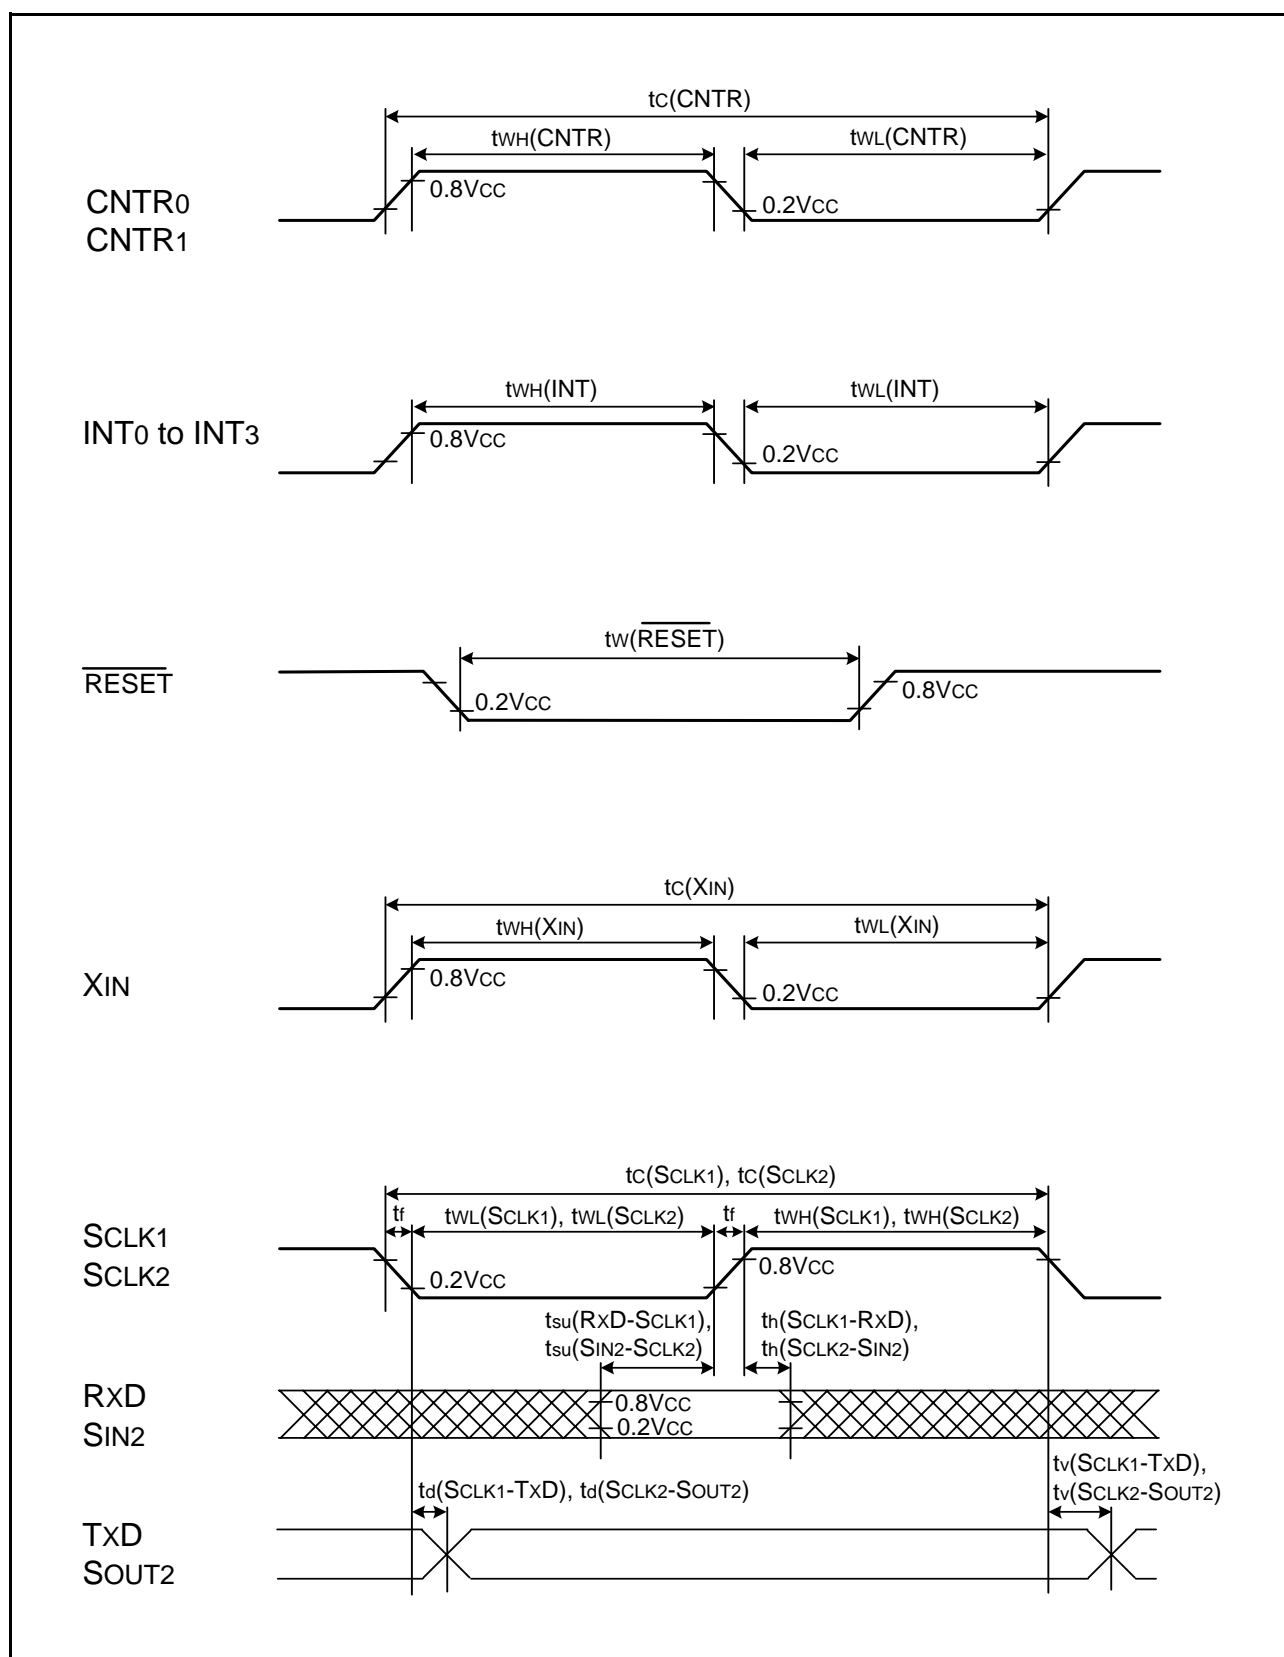 tC(CNTR)
tWH(CNTR)
tWL(CNTR)
CNTR0
CNTR1
0.8VCC
0.2VCC
tWH(INT)
tWL(INT)
INT0 to INT3
0.8VCC
0.2VCC
tW(RESET)
RESET
0.2VCC
0.8VCC
tC(XIN)
tWH(XIN)
tWL(XIN)
XIN
0.8VCC
0.2VCC
tC(SCLK1), tC(SCLK2)
tf
tWL(SCLK1), tWL(SCLK2)
tf
tWH(SCLK1), tWH(SCLK2)
SCLK1
SCLK2
0.2VCC
0.8VCC
tsu(RXD-SCLK1),
tsu(SIN2-SCLK2)
th(SCLK1-RXD),
th(SCLK2-SIN2)
RXD
SIN2
0.8VCC
0.2VCC
td(SCLK1-TXD), td(SCLK2-SOUT2)
tv(SCLK1-TXD),
tv(SCLK2-SOUT2)
TXD
SOUT2